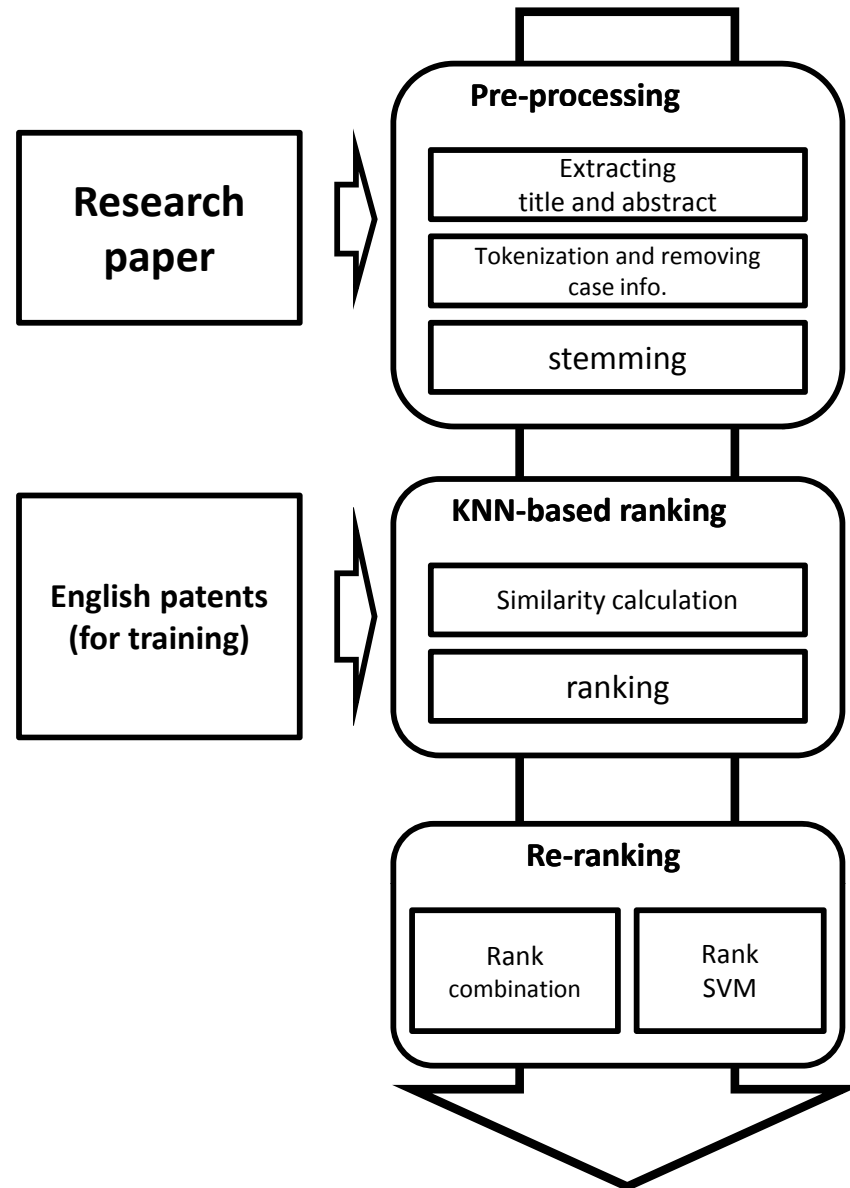 Pre-processing
Research
paper
Extracting
title and abstract
Tokenization and removing
case info.
stemming
KNN-based ranking
English patents
(for training)
Similarity calculation
ranking
Re-ranking
Rank
combination
Rank
SVM